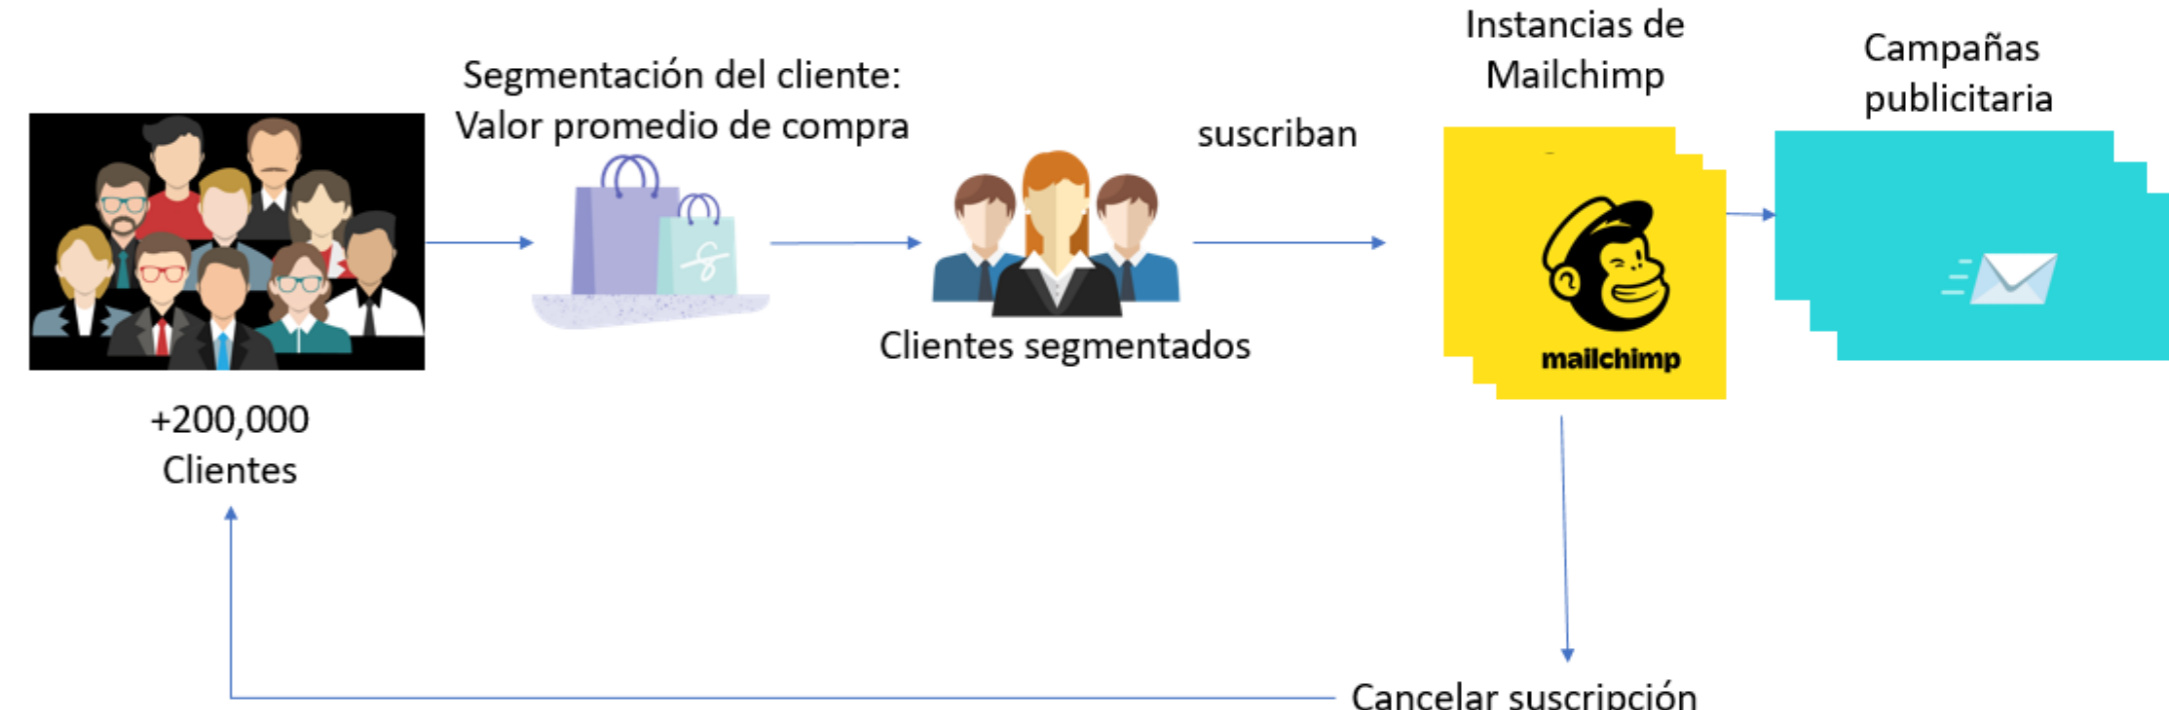 Segmentación del cliente:
Valor promedio de compra
+200,000
Clientes
Clientes segmentados
suscriban
Instancias de
Mailchimp
mailchimp
Campañas
publicitaria
Cancelar suscripción